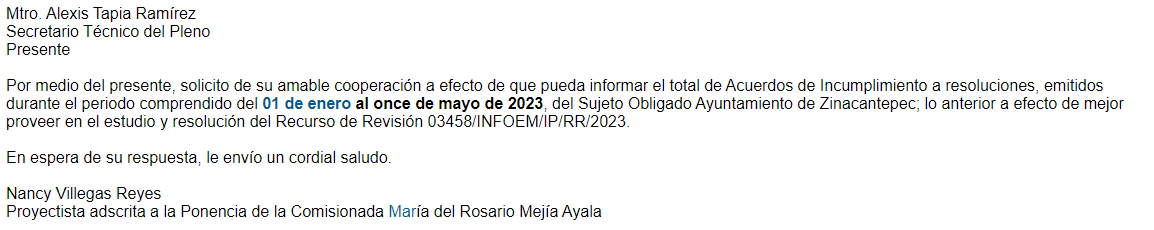 Mtro. Alexis Tapia Ramírez
Secretario Técnico del Pleno
Presente
Por medio del presente, solicito de su amable cooperación a efecto de que pueda informar el total de Acuerdos de Incumplimiento a resoluciones, emitidos
durante el periodo comprendido del 01 de enero al once de mayo de 2023, del Sujeto Obligado Ayuntamiento de Zinacantepec; lo anterior a efecto de mejor
proveer en el estudio y resolución del Recurso de Revisión 03458/INFOEM/IP/RR/2023.
En espera de su respuesta, le envío un cordial saludo.
Nancy Villegas Reyes
Proyectista adscrita a la Ponencia de la Comisionada María del Rosario Mejía Ayala